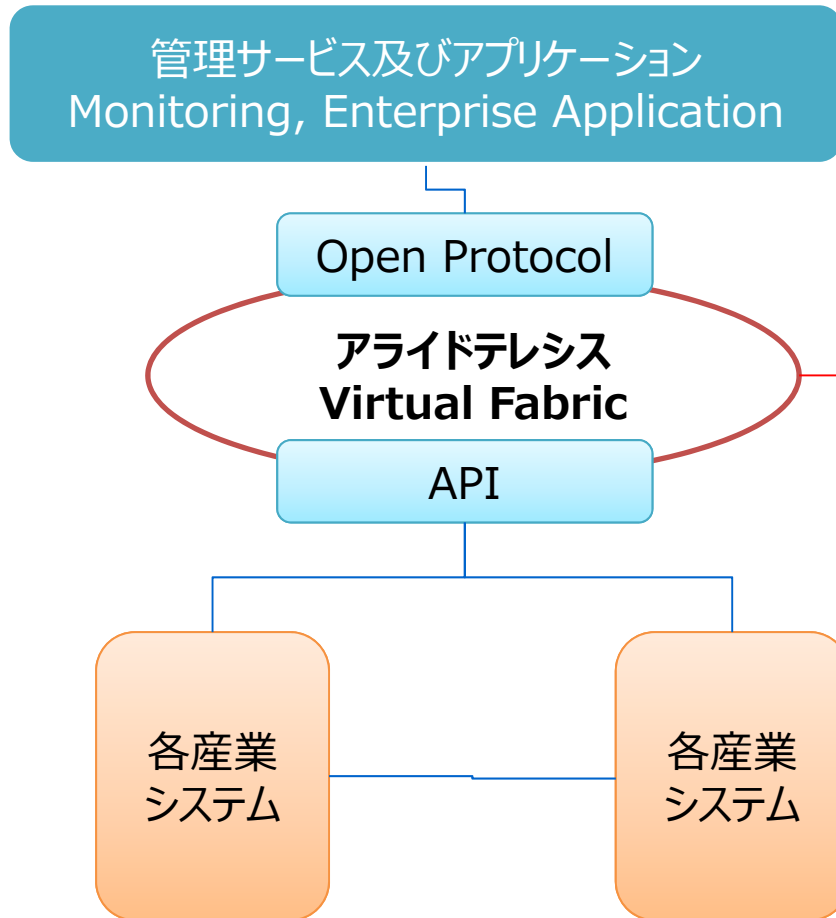 管理サービス及びアプリケーション
Monitoring, Enterprise Application
Open Protocol
アライドテレシス
Virtual Fabric
API
各産業
システム
各産業
システム